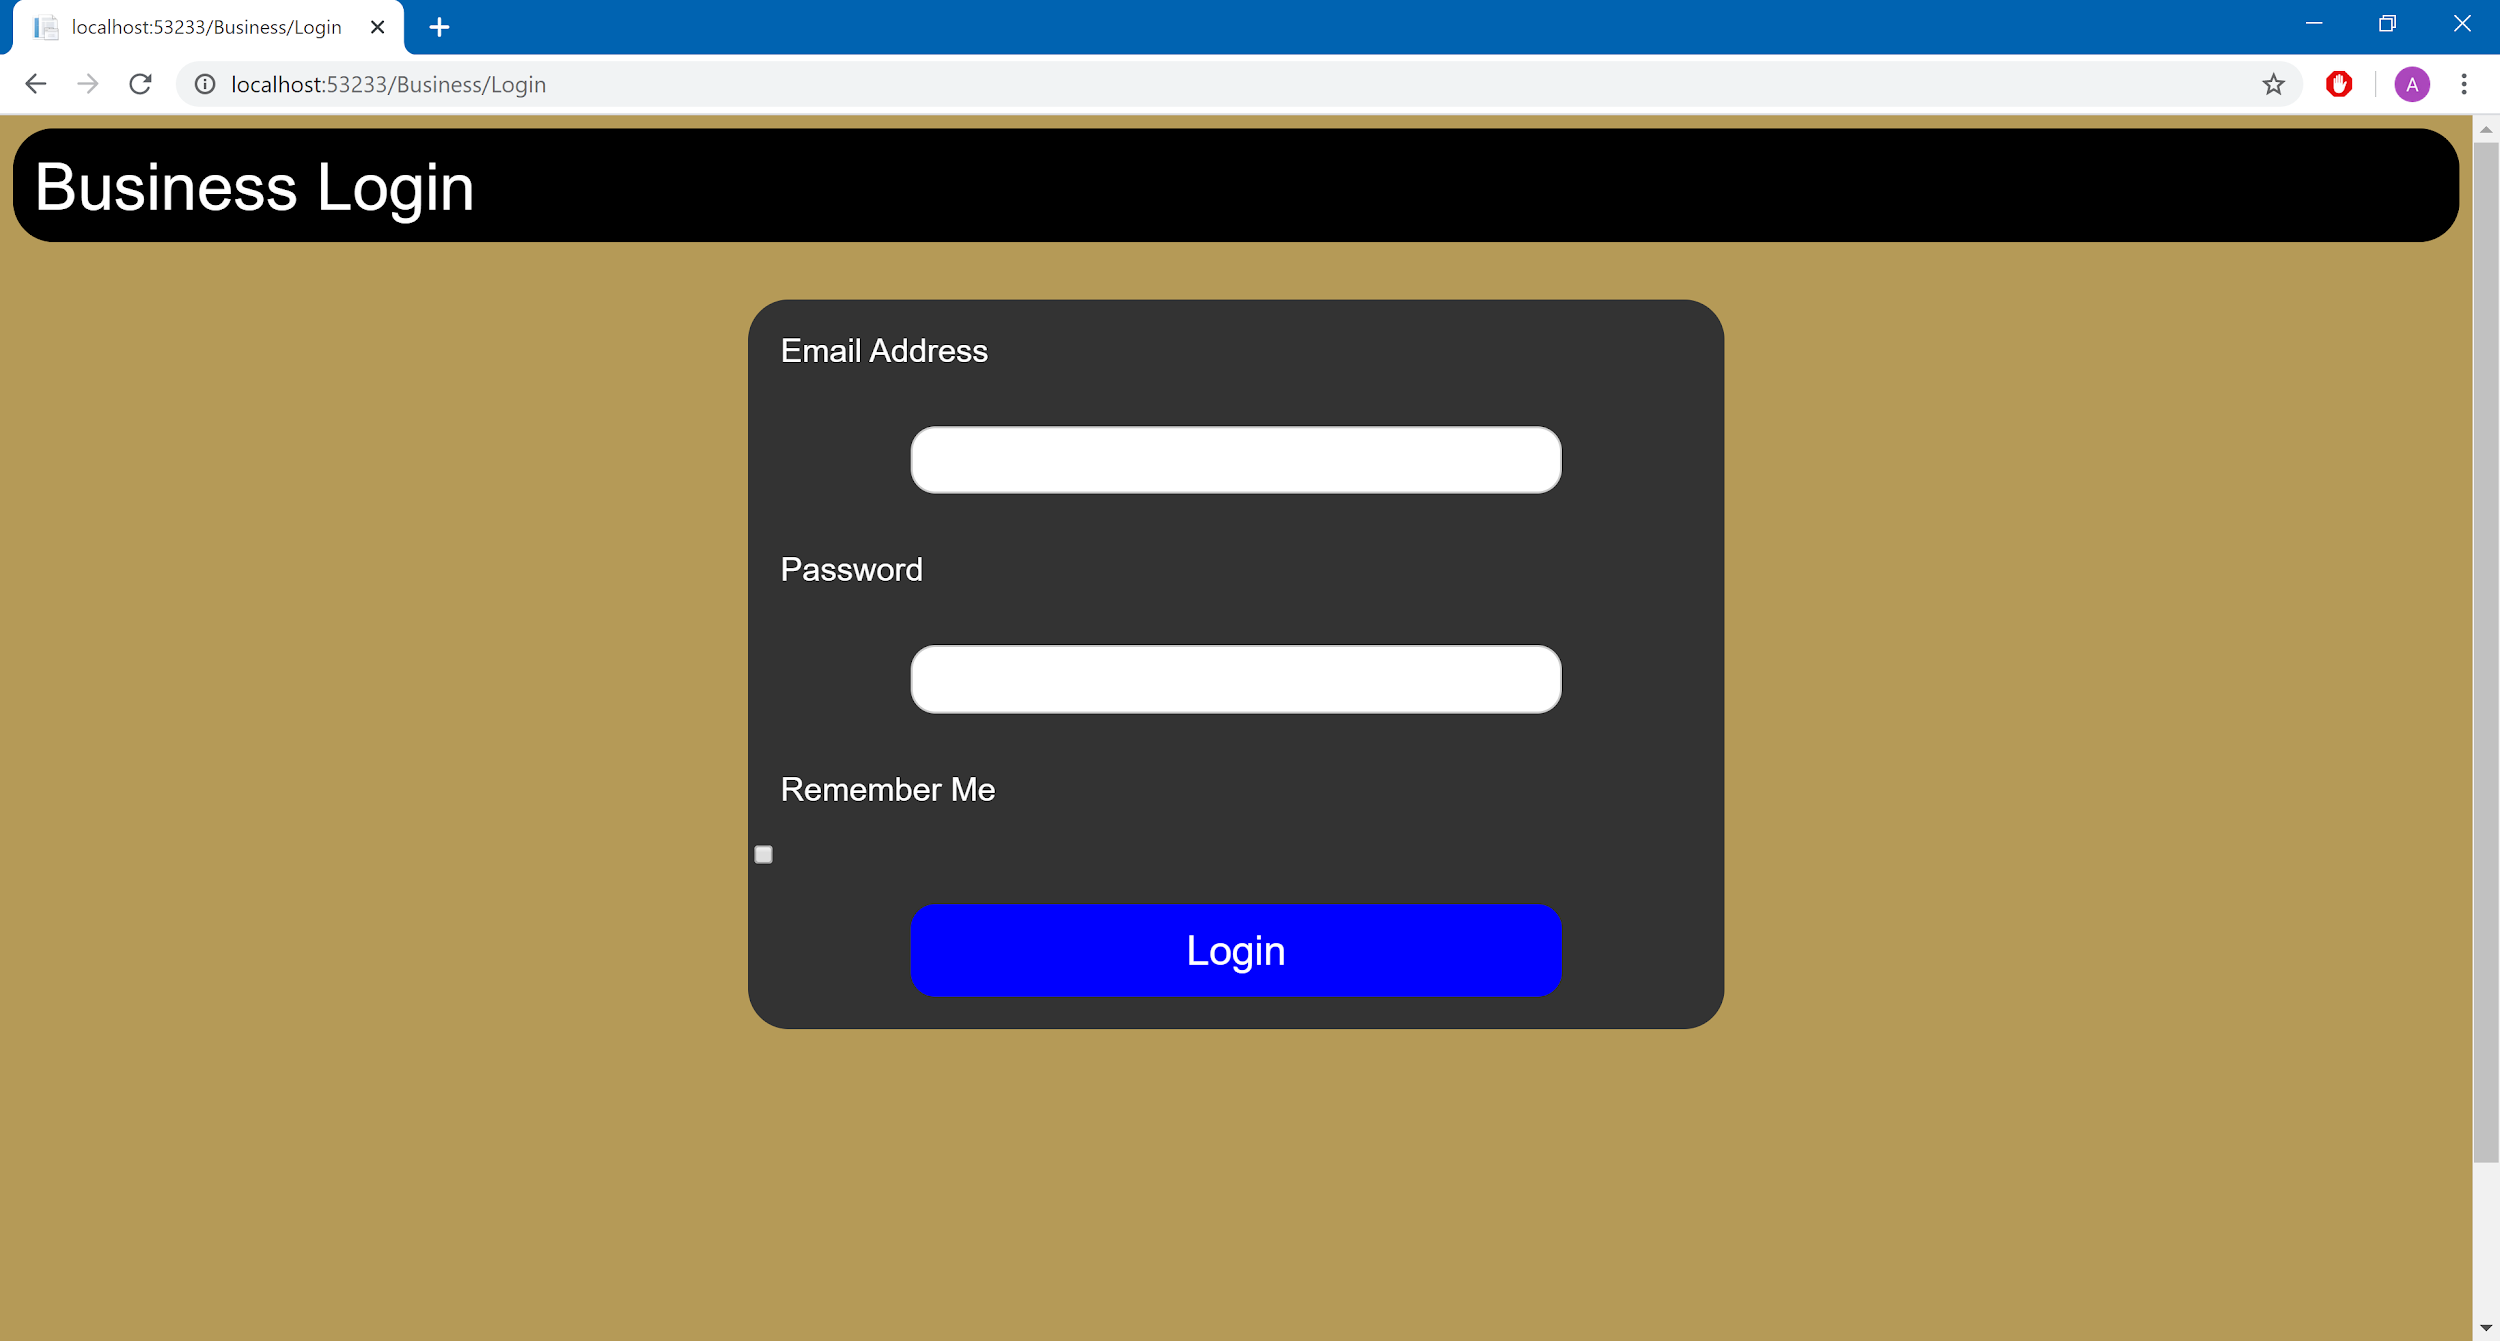 localhost:53233/Business/Login
localhost:53233/Business/Login
A
Business Login
Email Address
Password
Remember Me
Login